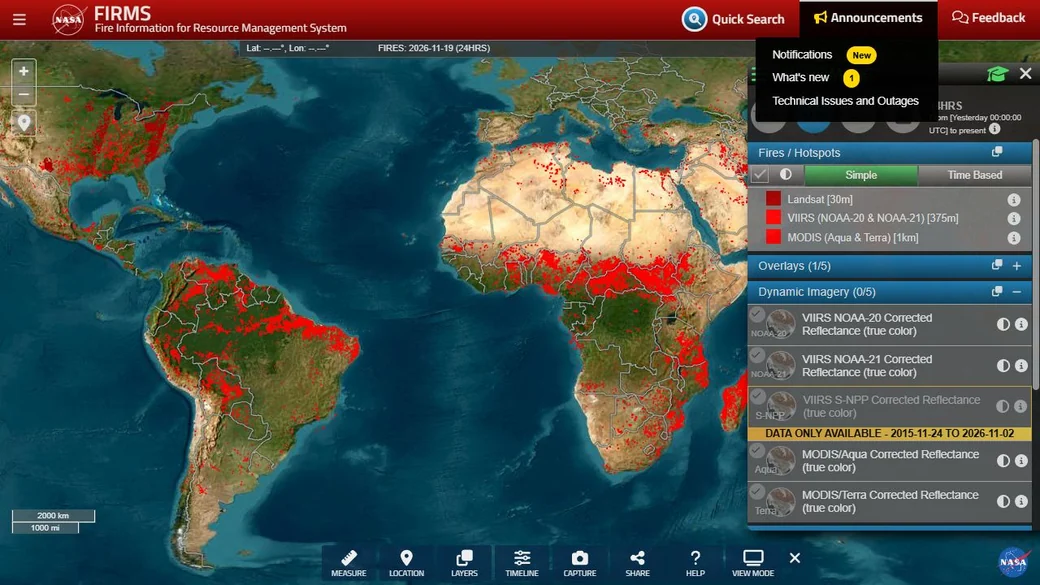 NASA
FIRMS
Fire Information for Resource Management System
Quick Search
Announcements
Feedback
Lat: --.--°, Lon: --.--°
FIRES: 2026-11-19 (24HRS)
Notifications New
What's new 1
Technical Issues and Outages
+
−
HRS
om [Yesterday 00:00:00
UTC] to present
Fires / Hotspots
Simple
Time Based
Landsat [30m]
VIIRS (NOAA-20 & NOAA-21) [375m]
MODIS (Aqua & Terra) [1km]
Overlays (1/5)
+
Dynamic Imagery (0/5)
−
NOAA-20
VIIRS NOAA-20 Corrected
Reflectance (true color)
NOAA-21
VIIRS NOAA-21 Corrected
Reflectance (true color)
S-NPP
VIIRS S-NPP Corrected Reflectance
(true color)
DATA ONLY AVAILABLE - 2015-11-24 TO 2026-11-02
Aqua
MODIS/Aqua Corrected Reflectance
(true color)
Terra
MODIS/Terra Corrected Reflectance
(true color)
2000 km
1000 mi
MEASURE
LOCATION
LAYERS
TIMELINE
CAPTURE
SHARE
?
HELP
VIEW MODE
NASA